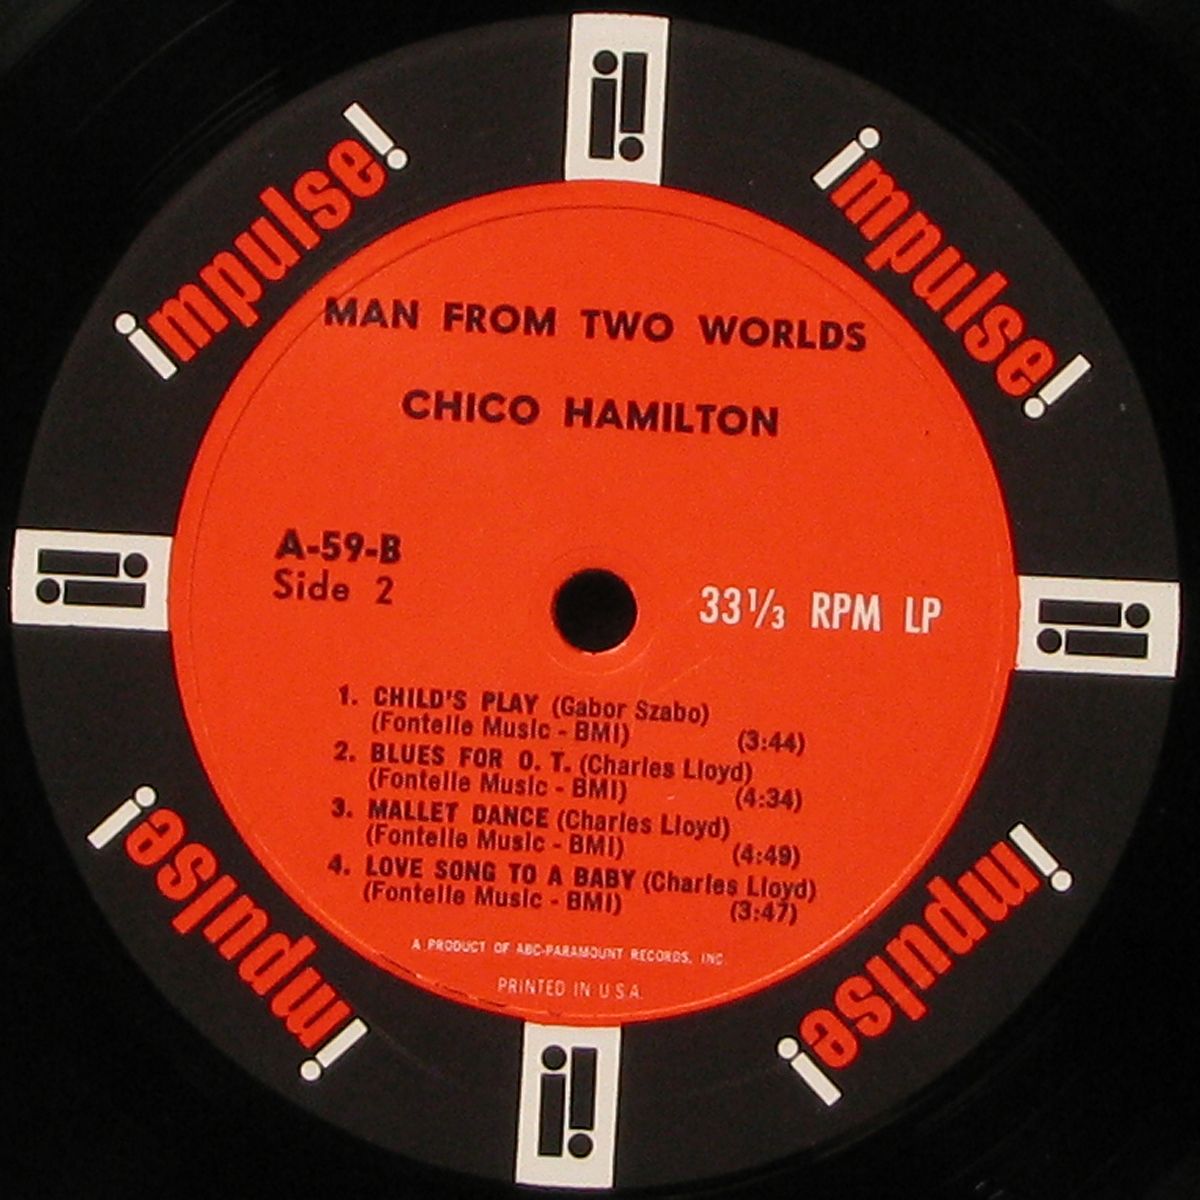 impulse!
impulse!
MAN FROM TWO WORLDS
CHICO HAMILTON
A-59-B
Side 2
33⅓ RPM LP
1. CHILD'S PLAY (Gabor Szabo)
(Fontelle Music - BMI) (3:44)
2. BLUES FOR O. T. (Charles Lloyd)
(Fontelle Music - BMI) (4:34)
3. MALLET DANCE (Charles Lloyd)
(Fontelle Music - BMI) (4:49)
4. LOVE SONG TO A BABY (Charles Lloyd)
(Fontelle Music - BMI) (3:47)
A PRODUCT OF ABC-PARAMOUNT RECORDS, INC.
PRINTED IN U.S.A.
impulse!
impulse!